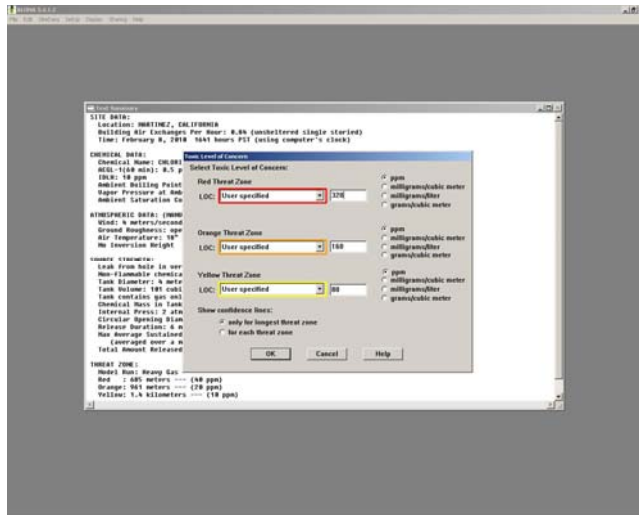 ALOHA 5.4.1.2
File Edit SiteData Setup Display Sharing Help
Text Summary
SITE DATA:
Location: MARTINEZ, CALIFORNIA
Building Air Exchanges Per Hour: 0.84 (unsheltered single storied)
Time: February 8, 2010 1641 hours PST (using computer's clock)
CHEMICAL DATA:
Chemical Name: CHLORI
AEGL-1(60 min): 0.5 p
IDLH: 10 ppm
Ambient Boiling Point
Vapor Pressure at Amb
Ambient Saturation Co
ATMOSPHERIC DATA: (MANU
Wind: 4 meters/second
Ground Roughness: ope
Air Temperature: 18°
No Inversion Height
SOURCE STRENGTH:
Leak from hole in ver
Non-flammable chemica
Tank Diameter: 4 mete
Tank Volume: 101 cubi
Tank contains gas onl
Chemical Mass in Tank
Internal Press: 2 atm
Circular Opening Diam
Release Duration: 6 m
Max Average Sustained
(averaged over a m
Total Amount Released
THREAT ZONE:
Model Run: Heavy Gas
Red : 685 meters --- (40 ppm)
Orange: 961 meters --- (20 ppm)
Yellow: 1.4 kilometers --- (10 ppm)
Toxic Level of Concern
Select Toxic Level of Concern:
Red Threat Zone
LOC: User specified 320
ppm
milligrams/cubic meter
milligrams/liter
grams/cubic meter
Orange Threat Zone
LOC: User specified 160
ppm
milligrams/cubic meter
milligrams/liter
grams/cubic meter
Yellow Threat Zone
LOC: User specified 80
ppm
milligrams/cubic meter
milligrams/liter
grams/cubic meter
Show confidence lines:
only for longest threat zone
for each threat zone
OK Cancel Help